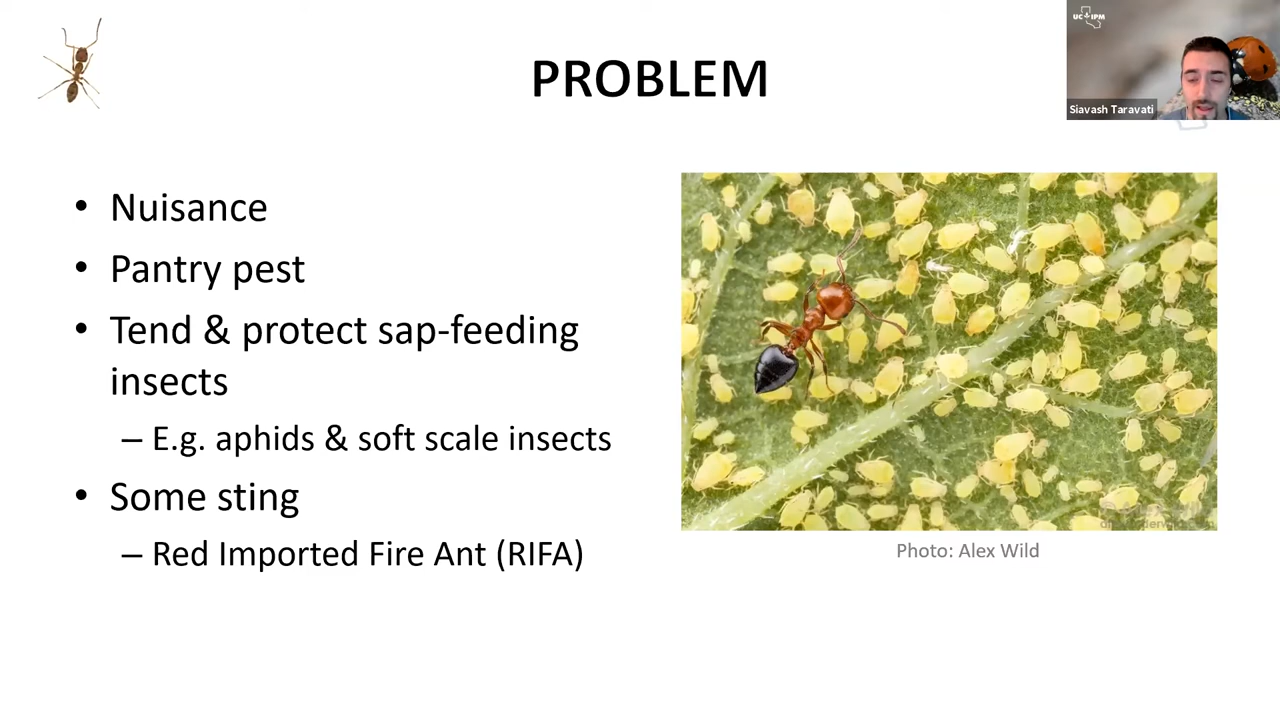 PROBLEM
UC IPM
Siavash Taravati
• Nuisance
• Pantry pest
• Tend & protect sap-feeding
insects
– E.g. aphids & soft scale insects
• Some sting
– Red Imported Fire Ant (RIFA)
Photo: Alex Wild